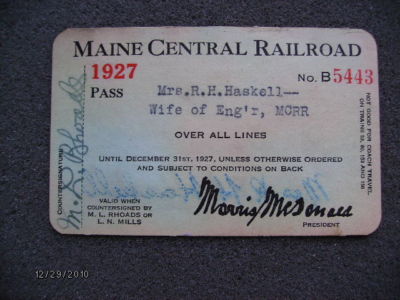 MAINE CENTRAL RAILROAD
1927
PASS
No. B5443
Mrs.R.H.Haskell--
Wife of Eng'r, MCRR
OVER ALL LINES
UNTIL DECEMBER 31ST, 1927, UNLESS OTHERWISE ORDERED
AND SUBJECT TO CONDITIONS ON BACK
VALID WHEN
COUNTERSIGNED BY
M. L. RHOADS OR
L. N. MILLS
Morris McDonald
PRESIDENT
COUNTERSIGNATURE
M. L. Rhoads
NOT GOOD FOR COACH TRAVEL
12/29/2010